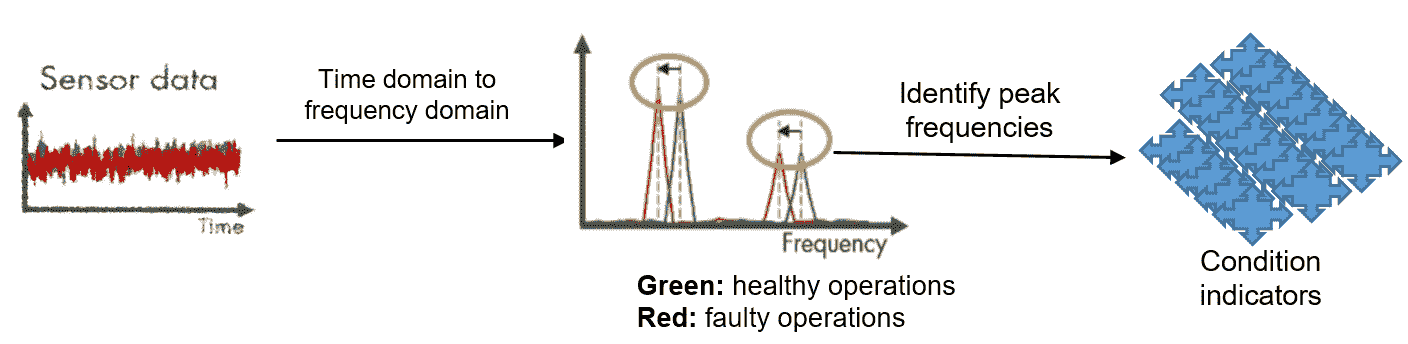 Sensor data
Time
Time domain to
frequency domain
Frequency
Green: healthy operations
Red: faulty operations
Identify peak
frequencies
Condition
indicators